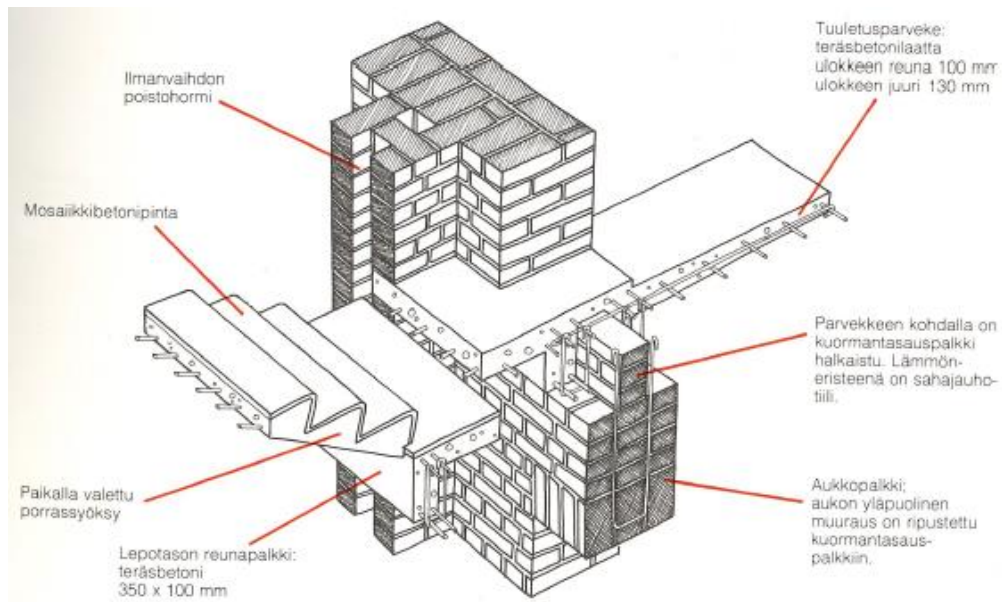 Ilmanvaihdon
poistohormi
Mosaiikkibetonipinta
Paikalla valettu
porrassyöksy
Lepotason reunapalkki:
teräsbetoni
350 x 100 mm
Tuuletusparveke:
teräsbetonilaatta
ulokkeen reuna 100 mm
ulokkeen juuri 130 mm
Parvekkeen kohdalla on
kuormantasauspalkki
halkaistu. Lämmön-
eristeenä on sahajauho-
tiili.
Aukkopalkki;
aukon yläpuolinen
muuraus on ripustettu
kuormantasaus-
palkkiin.